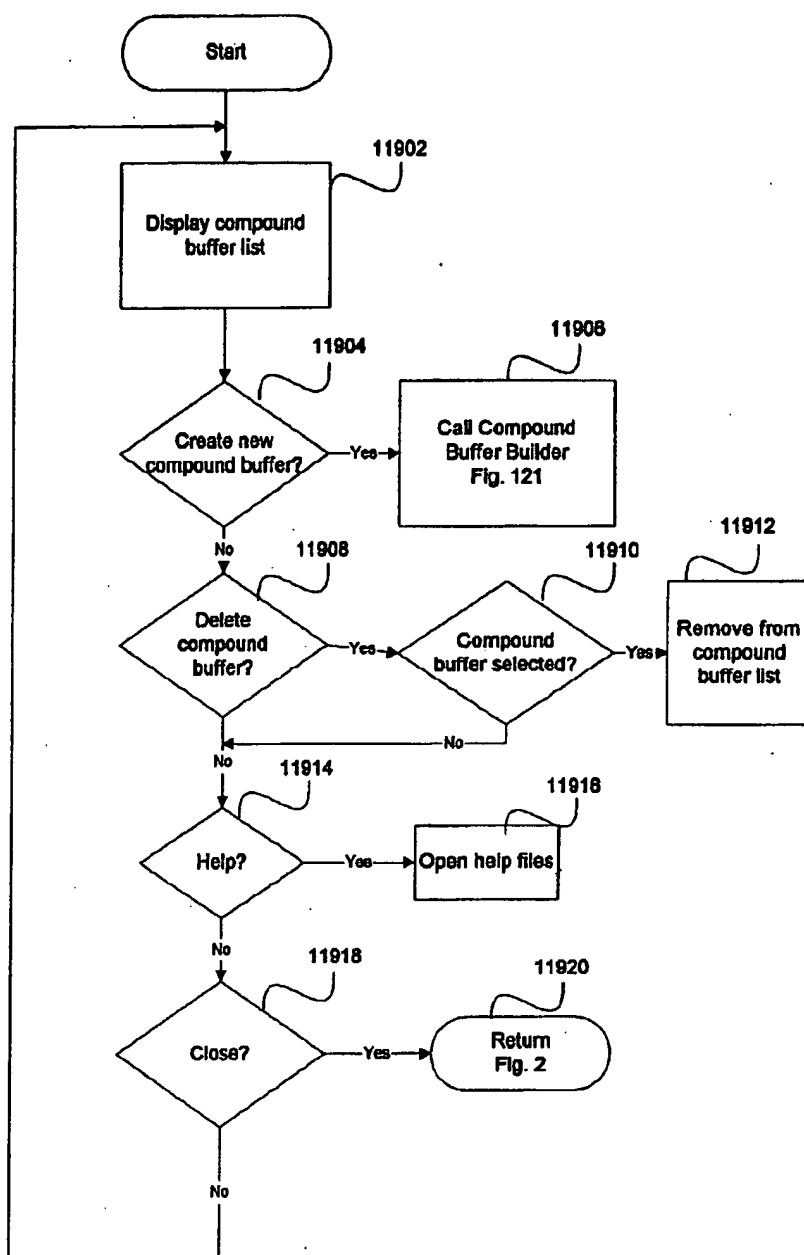 Start
11902
Display compound
buffer list
11904
11906
Create new
compound buffer?
Yes
Call Compound
Buffer Builder
Fig. 121
No
11908
11910
11912
Delete
compound
buffer?
Yes
Compound
buffer selected?
Yes
Remove from
compound
buffer list
No
No
11914
11916
Help?
Yes
Open help files
No
11918
11920
Close?
Yes
Return
Fig. 2
No